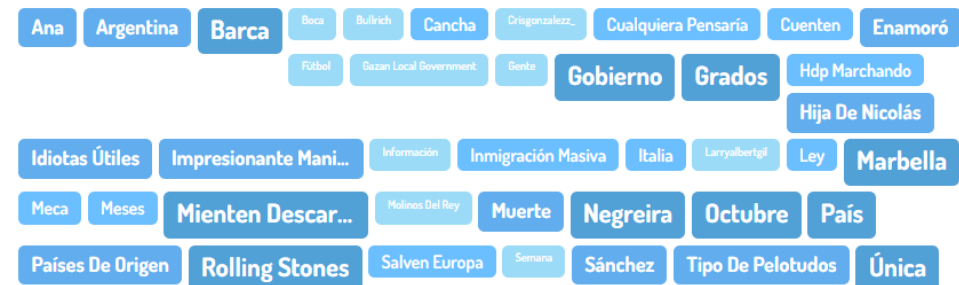 Ana Argentina Barca Boca Bullrich Cancha Crisgonzalezz_ Cualquiera Pensaría Cuenten Enamoró
Fútbol Gazan Local Government Gente Gobierno Grados Hdp Marchando
Hija De Nicolás
Idiotas Útiles Impresionante Mani... Información Inmigración Masiva Italia Larryalbertgil Ley Marbella
Meca Meses Mienten Descar... Molinos Del Rey Muerte Negreira Octubre País
Países De Origen Rolling Stones Salven Europa Semana Sánchez Tipo De Pelotudos Única